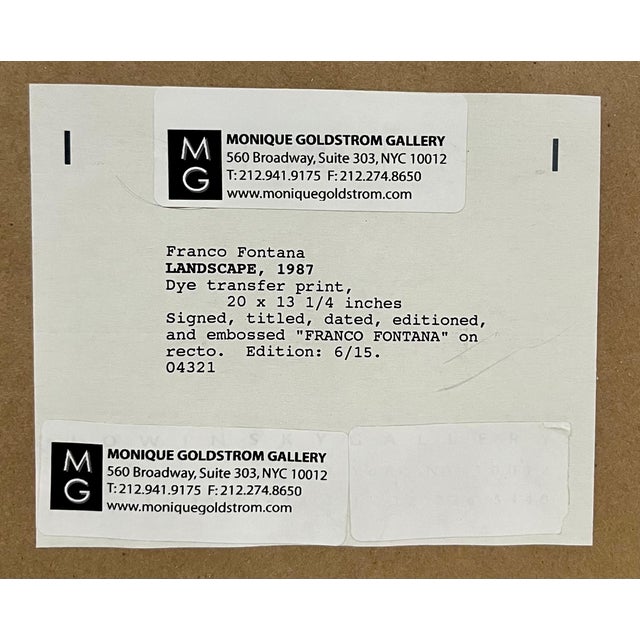 MG
MONIQUE GOLDSTROM GALLERY
560 Broadway, Suite 303, NYC 10012
T: 212.941.9175 F: 212.274.8650
www.moniquegoldstrom.com
Franco Fontana
LANDSCAPE, 1987
Dye transfer print,
20 x 13 1/4 inches
Signed, titled, dated, editioned,
and embossed "FRANCO FONTANA" on
recto. Edition: 6/15.
04321
GALLERY
MG
MONIQUE GOLDSTROM GALLERY
560 Broadway, Suite 303, NYC 10012
T: 212.941.9175 F: 212.274.8650
www.moniquegoldstrom.com